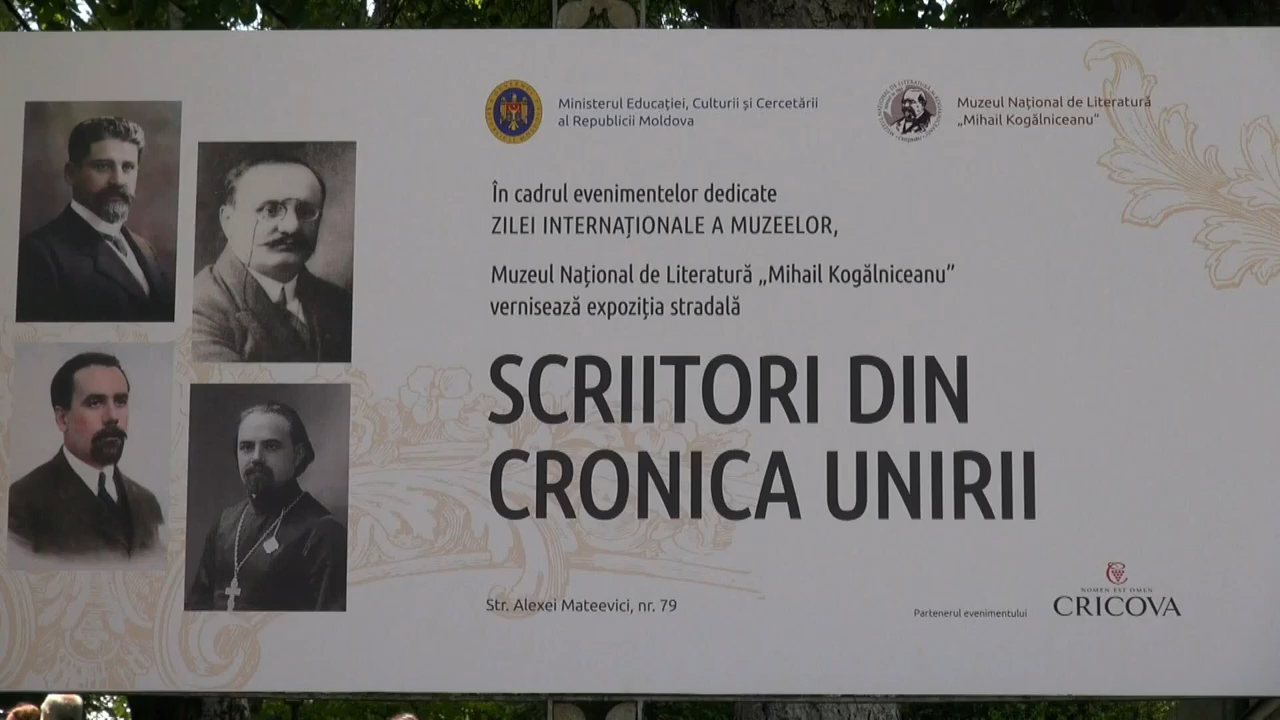 Ministerul Educației, Culturii și Cercetării
al Republicii Moldova
Muzeul Național de Literatură
„Mihail Kogălniceanu”
În cadrul evenimentelor dedicate
ZILEI INTERNAȚIONALE A MUZEELOR,
Muzeul Național de Literatură „Mihail Kogălniceanu”
vernisează expoziția stradală
SCRIITORI DIN
CRONICA UNIRII
Str. Alexei Mateevici, nr. 79
Partenerul evenimentului
NOMEN EST OMEN
CRICOVA